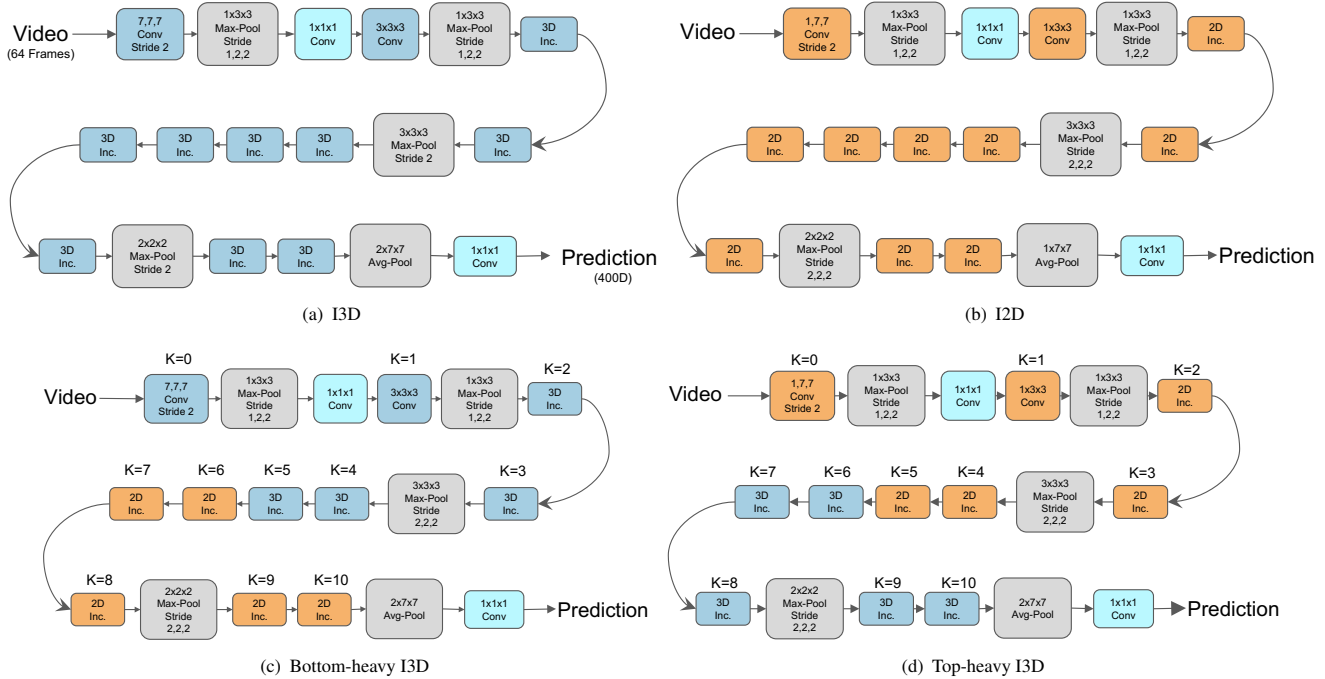 Video
(64 Frames)
7,7,7
Conv
Stride 2
1x3x3
Max-Pool
Stride
1,2,2
1x1x1
Conv
3x3x3
Conv
1x3x3
Max-Pool
Stride
1,2,2
3D
Inc.
3D
Inc.
3D
Inc.
3D
Inc.
3D
Inc.
3x3x3
Max-Pool
Stride 2
3D
Inc.
3D
Inc.
2x2x2
Max-Pool
Stride 2
3D
Inc.
3D
Inc.
2x7x7
Avg-Pool
1x1x1
Conv
Prediction
(400D)
(a) I3D
Video
1,7,7
Conv
Stride 2
1x3x3
Max-Pool
Stride
1,2,2
1x1x1
Conv
1x3x3
Conv
1x3x3
Max-Pool
Stride
1,2,2
2D
Inc.
2D
Inc.
2D
Inc.
2D
Inc.
2D
Inc.
3x3x3
Max-Pool
Stride
2,2,2
2D
Inc.
2D
Inc.
2x2x2
Max-Pool
Stride
2,2,2
2D
Inc.
2D
Inc.
1x7x7
Avg-Pool
1x1x1
Conv
Prediction
(b) I2D
K=0
K=1
K=2
Video
7,7,7
Conv
Stride 2
1x3x3
Max-Pool
Stride
1,2,2
1x1x1
Conv
3x3x3
Conv
1x3x3
Max-Pool
Stride
1,2,2
3D
Inc.
K=7
K=6
K=5
K=4
K=3
2D
Inc.
2D
Inc.
3D
Inc.
3D
Inc.
3x3x3
Max-Pool
Stride
2,2,2
3D
Inc.
K=8
K=9
K=10
2D
Inc.
2x2x2
Max-Pool
Stride
2,2,2
2D
Inc.
2D
Inc.
2x7x7
Avg-Pool
1x1x1
Conv
Prediction
(c) Bottom-heavy I3D
K=0
K=1
K=2
Video
1,7,7
Conv
Stride 2
1x3x3
Max-Pool
Stride
1,2,2
1x1x1
Conv
1x3x3
Conv
1x3x3
Max-Pool
Stride
1,2,2
2D
Inc.
K=7
K=6
K=5
K=4
K=3
3D
Inc.
3D
Inc.
2D
Inc.
2D
Inc.
3x3x3
Max-Pool
Stride
2,2,2
2D
Inc.
K=8
K=9
K=10
3D
Inc.
2x2x2
Max-Pool
Stride
2,2,2
3D
Inc.
3D
Inc.
2x7x7
Avg-Pool
1x1x1
Conv
Prediction
(d) Top-heavy I3D